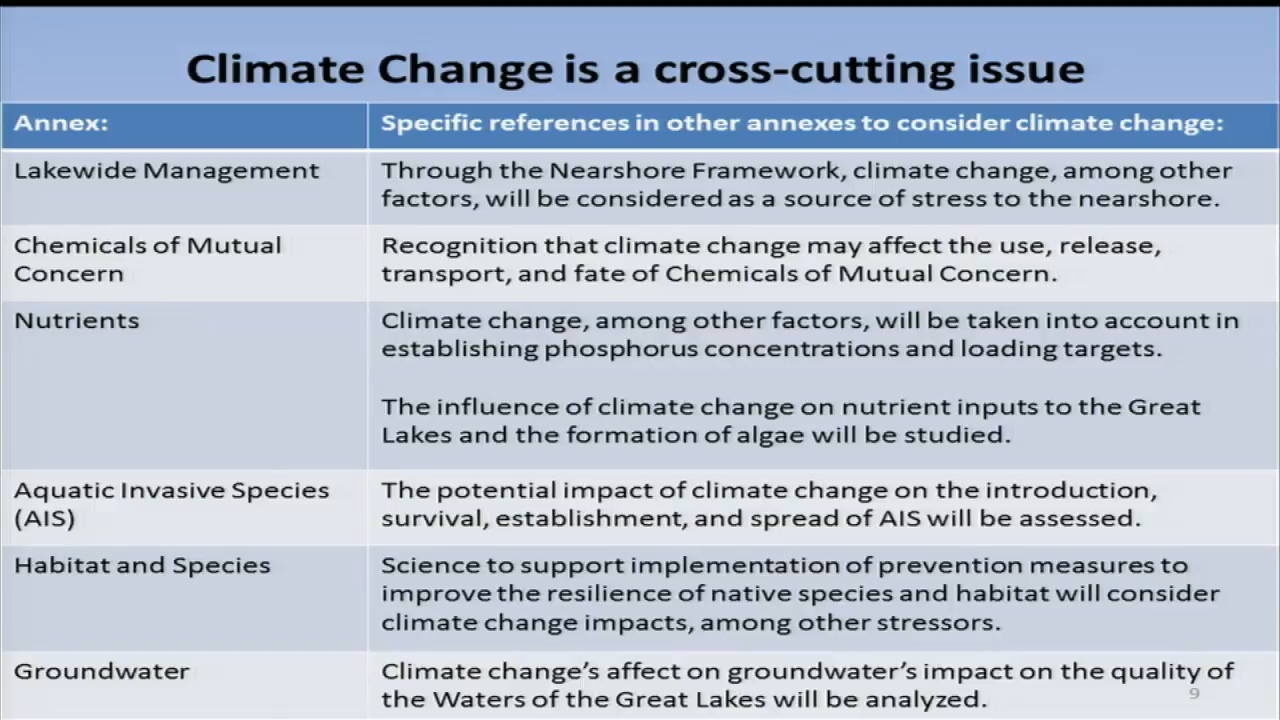 Climate Change is a cross-cutting issue
Annex:
Specific references in other annexes to consider climate change:
Lakewide Management
Through the Nearshore Framework, climate change, among other
factors, will be considered as a source of stress to the nearshore.
Chemicals of Mutual
Concern
Recognition that climate change may affect the use, release,
transport, and fate of Chemicals of Mutual Concern.
Nutrients
Climate change, among other factors, will be taken into account in
establishing phosphorus concentrations and loading targets.
The influence of climate change on nutrient inputs to the Great
Lakes and the formation of algae will be studied.
Aquatic Invasive Species
(AIS)
The potential impact of climate change on the introduction,
survival, establishment, and spread of AIS will be assessed.
Habitat and Species
Science to support implementation of prevention measures to
improve the resilience of native species and habitat will consider
climate change impacts, among other stressors.
Groundwater
Climate change’s affect on groundwater’s impact on the quality of
the Waters of the Great Lakes will be analyzed.
9